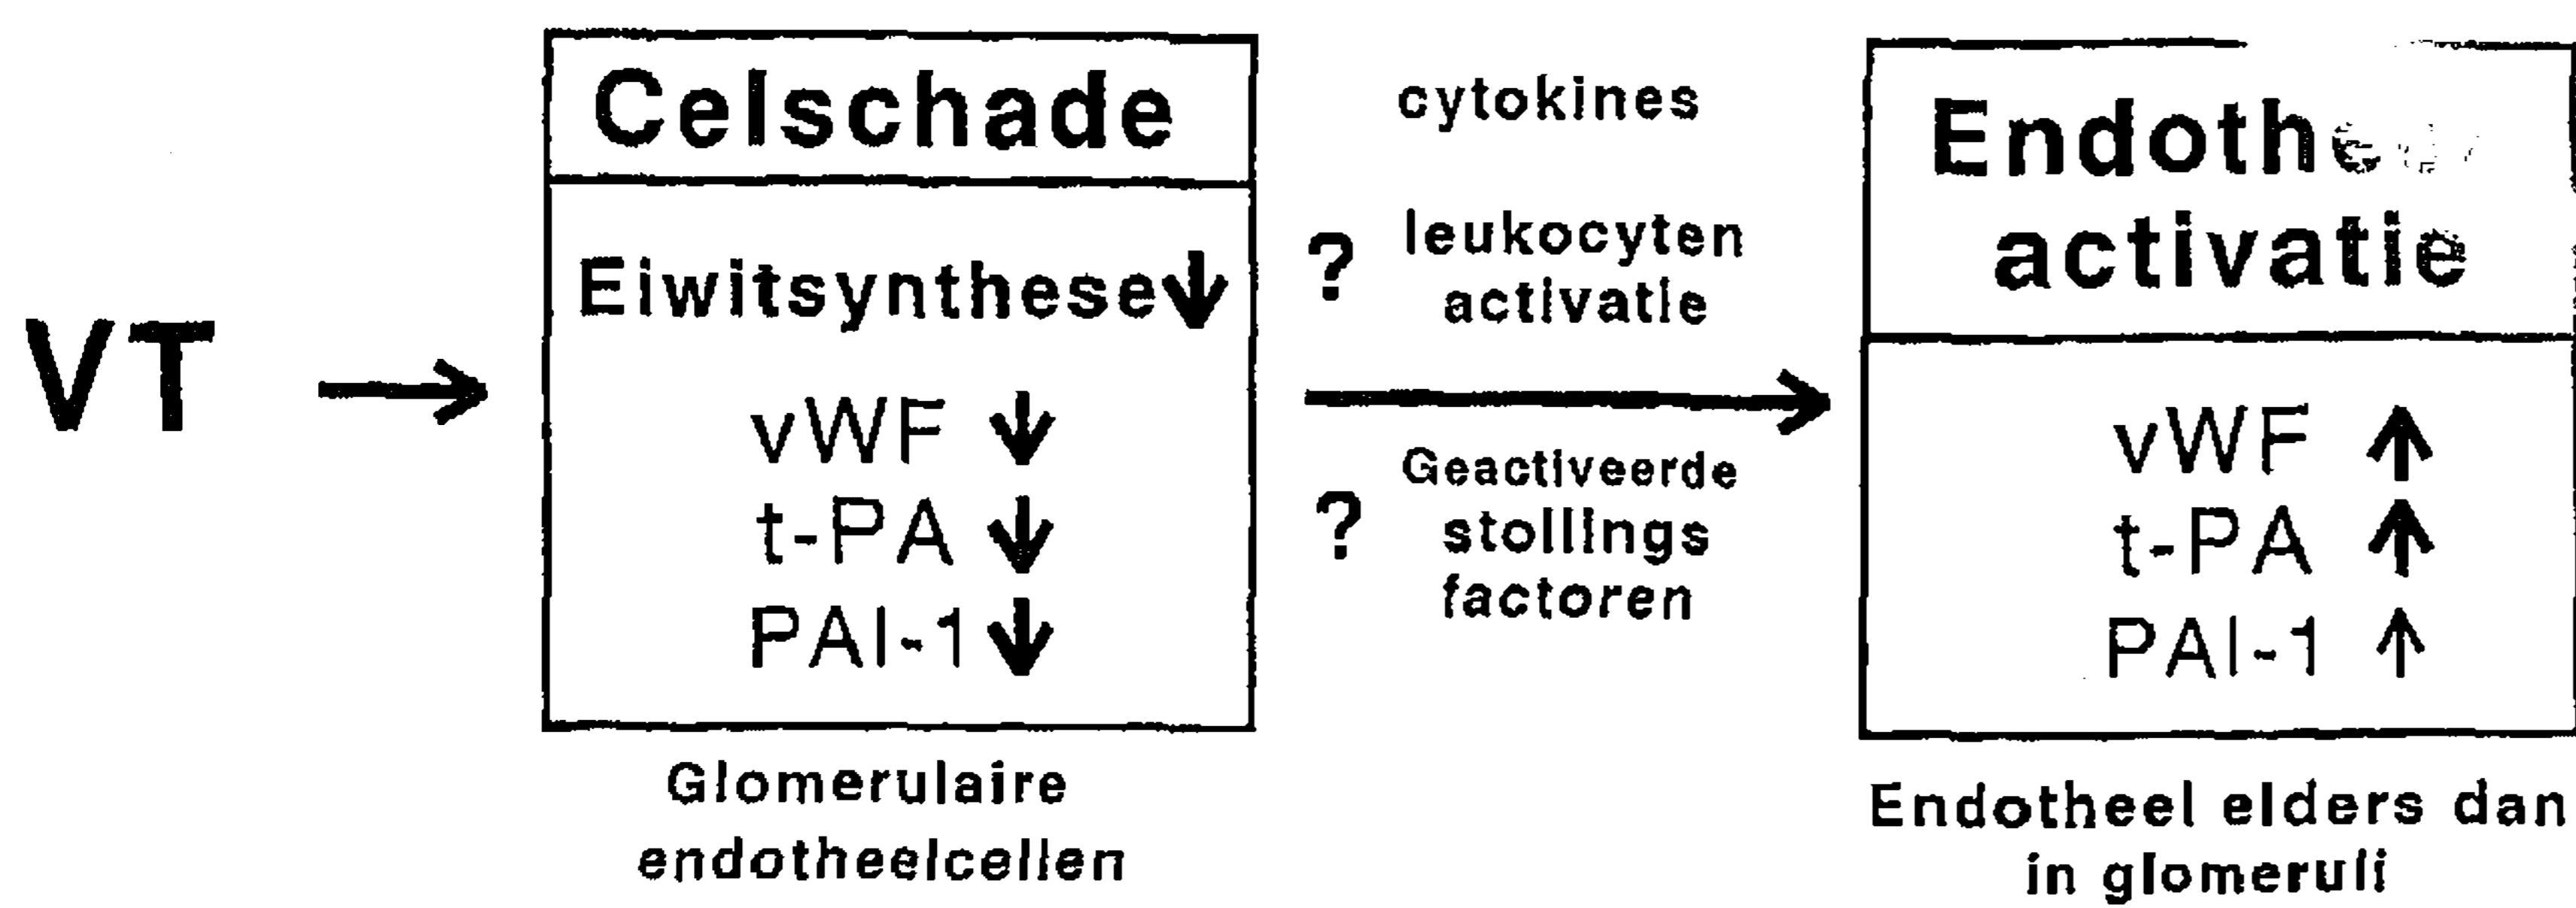 VT
→
Celschade
Eiwitsynthese ↓
vWF ↓
t-PA ↓
PAI-1 ↓
Glomerulaire
endotheelcellen
cytokines
? leukocyten
activatie
→
Geactiveerde
? stollings
factoren
activatie
vWF ↑
t-PA ↑
PAI-1 ↑
Endotheel elders dan
in glomeruli